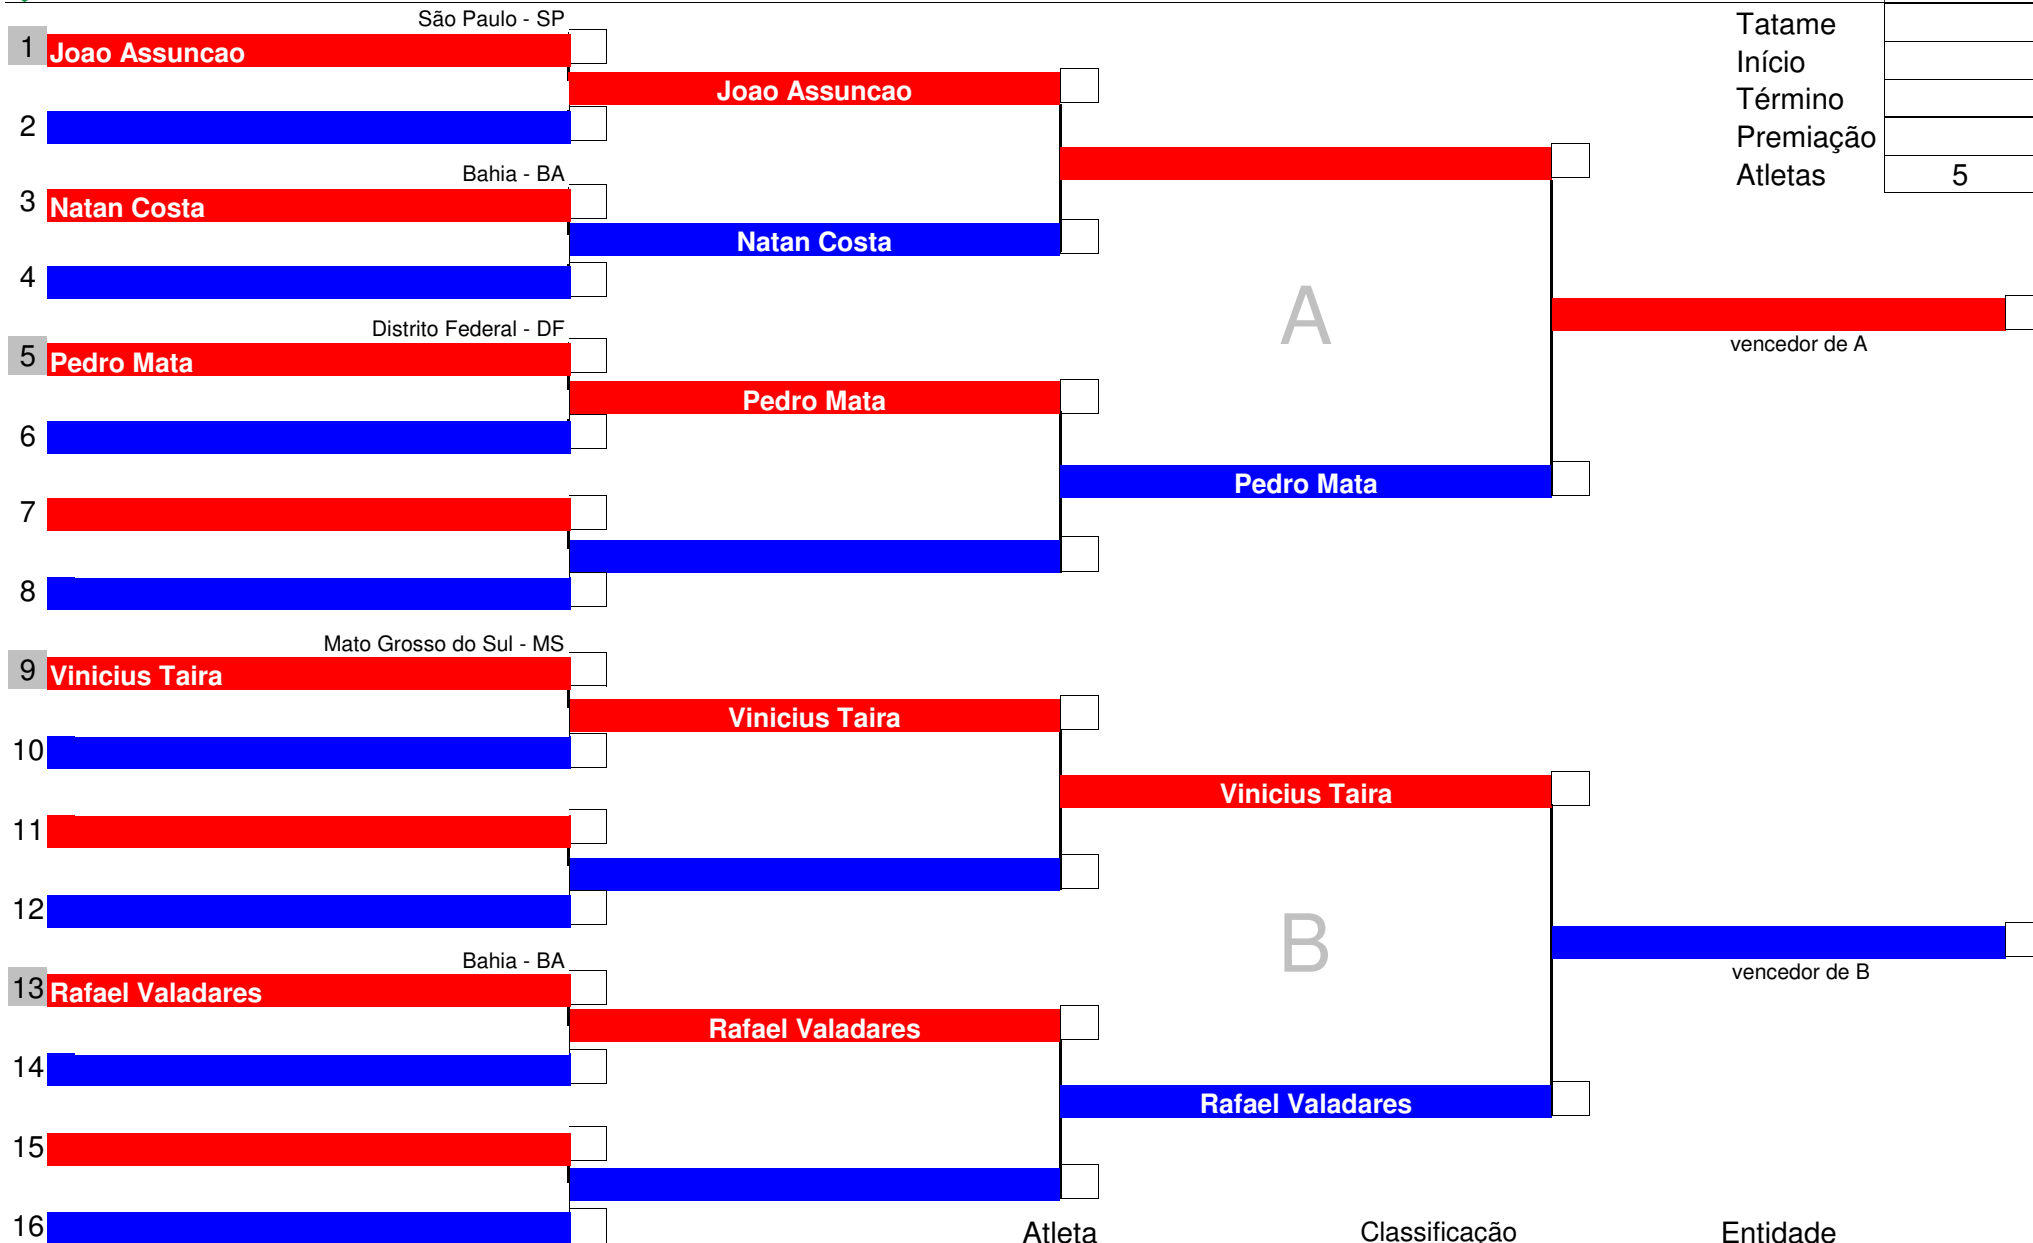 São Paulo - SP
1 Joao Assuncao
Joao Assuncao
2
Bahia - BA
3 Natan Costa
Natan Costa
4
Distrito Federal - DF
5 Pedro Mata
Pedro Mata
6
Pedro Mata
7
8
A
vencedor de A
Tatame
Início
Término
Premiação
Atletas 5
Mato Grosso do Sul - MS
9 Vinicius Taira
Vinicius Taira
10
Vinicius Taira
11
12
B
vencedor de B
Bahia - BA
13 Rafael Valadares
Rafael Valadares
14
Rafael Valadares
15
16
Atleta Classificação Entidade